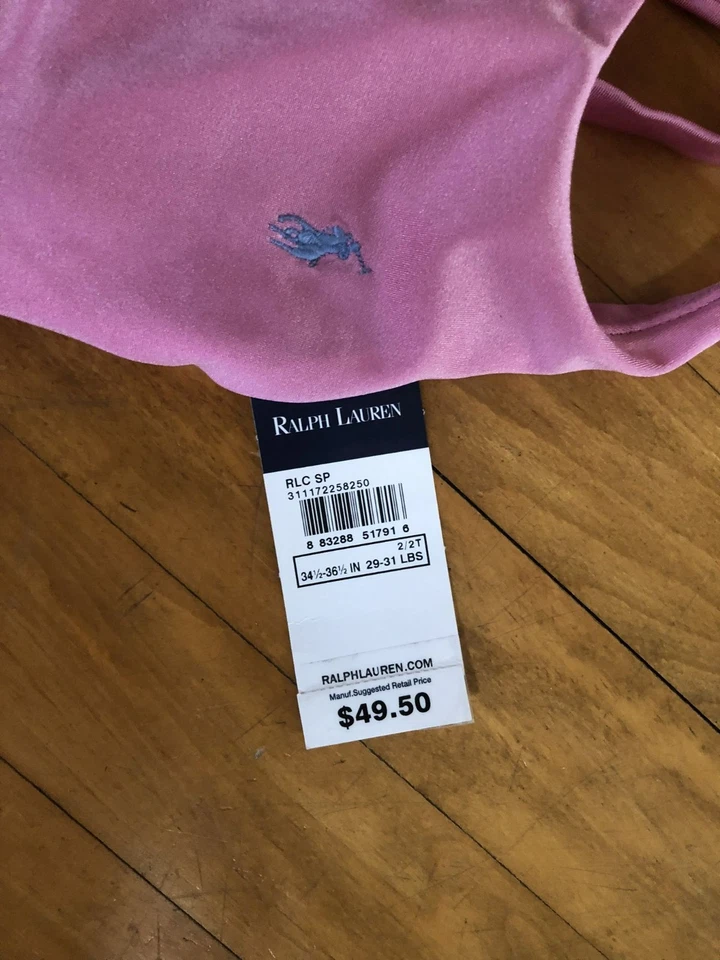 RALPH LAUREN
RLC SP
311172258250
8 83288 51791 6
2/2T
34½-36½ IN 29-31 LBS
RALPHLAUREN.COM
Manuf.Suggested Retail Price
$49.50